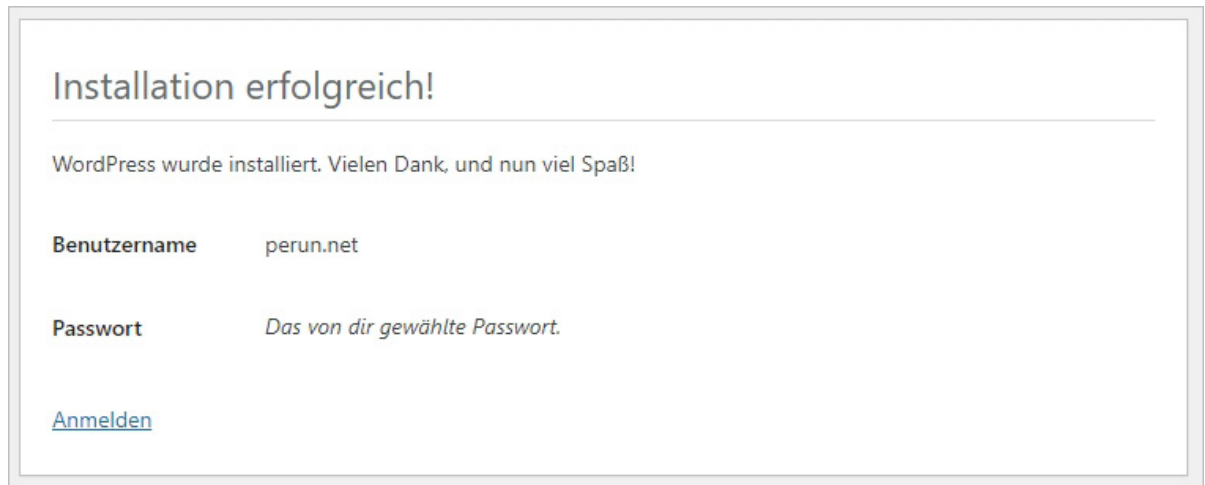 Installation erfolgreich!
WordPress wurde installiert. Vielen Dank, und nun viel Spaß!
Benutzername perun.net
Passwort Das von dir gewählte Passwort.
Anmelden